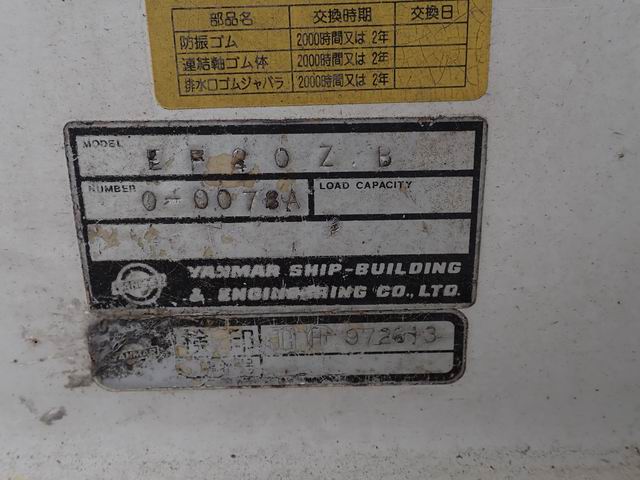 部品名 交換時期 交換日
防振ゴム 2000時間又は 2年
連結軸ゴム体 2000時間又は 2年
排水口ゴムジャバラ 2000時間又は 2年
MODEL
NUMBER 0-0078A LOAD CAPACITY
YANMAR SHIP-BUILDING
& ENGINEERING CO., LTD.
YANMAR